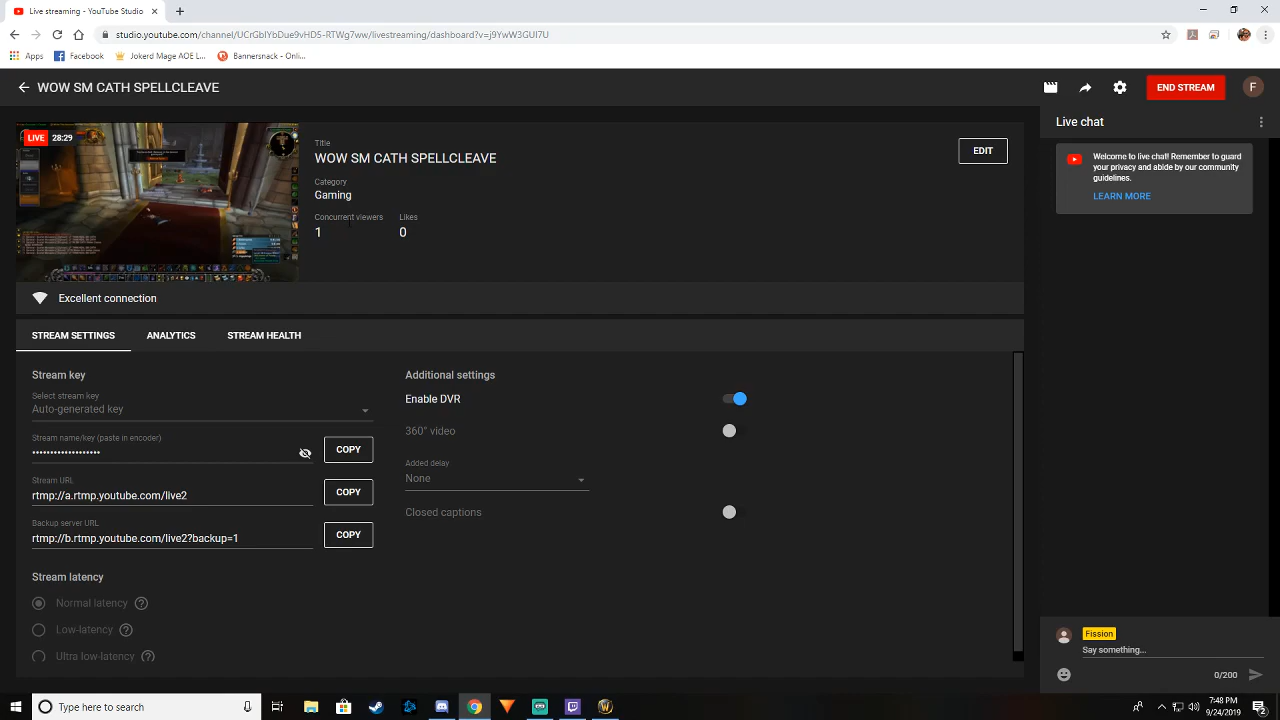 Live streaming - YouTube Studio
studio.youtube.com/channel/UCrGbIYbDue9vHD5-RTWg7ww/livestreaming/dashboard?v=j9YwW3GUI7U
Apps Facebook Jokerd Mage AOE L... Bannersnack - Onli...
WOW SM CATH SPELLCLEAVE
END STREAM
F
LIVE 28:29
Title
WOW SM CATH SPELLCLEAVE
EDIT
Category
Gaming
Concurrent viewers Likes
1 0
Excellent connection
STREAM SETTINGS ANALYTICS STREAM HEALTH
Stream key
Select stream key
Auto-generated key
Stream name/key (paste in encoder)
••••••••••••••••••• COPY
Stream URL
rtmp://a.rtmp.youtube.com/live2 COPY
Backup server URL
rtmp://b.rtmp.youtube.com/live2?backup=1 COPY
Stream latency
Normal latency
Low-latency
Ultra low-latency
Additional settings
Enable DVR
360° video
Added delay
None
Closed captions
Live chat
Welcome to live chat! Remember to guard
your privacy and abide by our community
guidelines.
LEARN MORE
Fission
Say something...
0/200
Type here to search
7:48 PM
9/24/2019
2